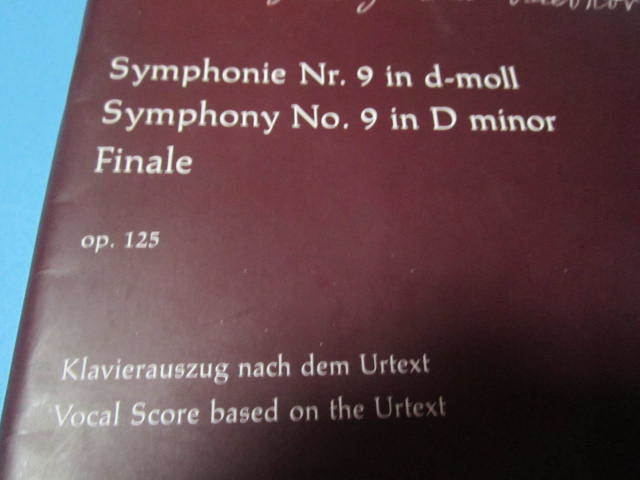 Symphonie Nr. 9 in d-moll
Symphony No. 9 in D minor
Finale
op. 125
Klavierauszug nach dem Urtext
Vocal Score based on the Urtext